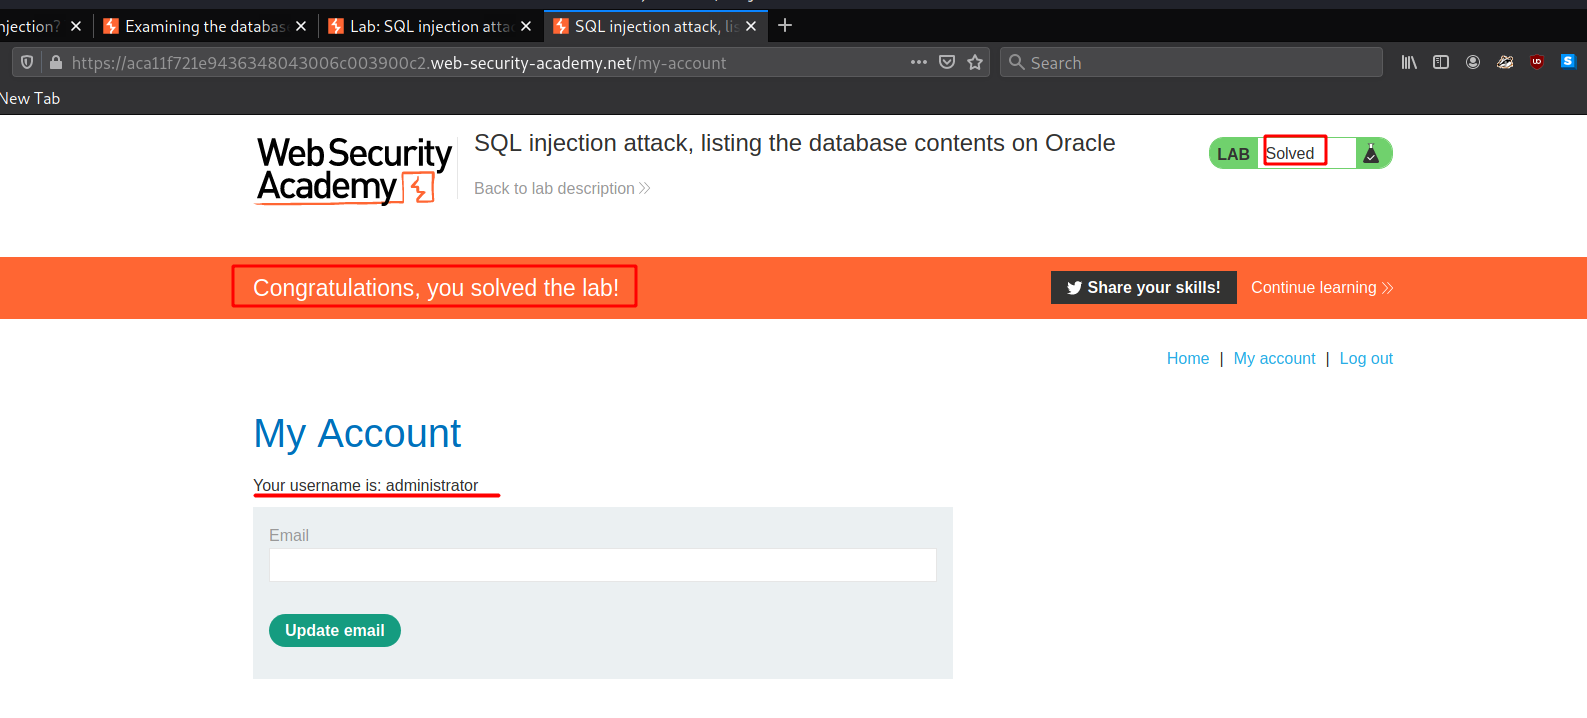 njection?
Examining the databas
Lab: SQL injection atta
SQL injection attack, lis
https://aca11f721e9436348043006c003900c2.web-security-academy.net/my-account
Search
New Tab
Web Security
Academy
SQL injection attack, listing the database contents on Oracle
Back to lab description
LAB Solved
Congratulations, you solved the lab!
Share your skills!
Continue learning
Home | My account | Log out
My Account
Your username is: administrator
Email
Update email